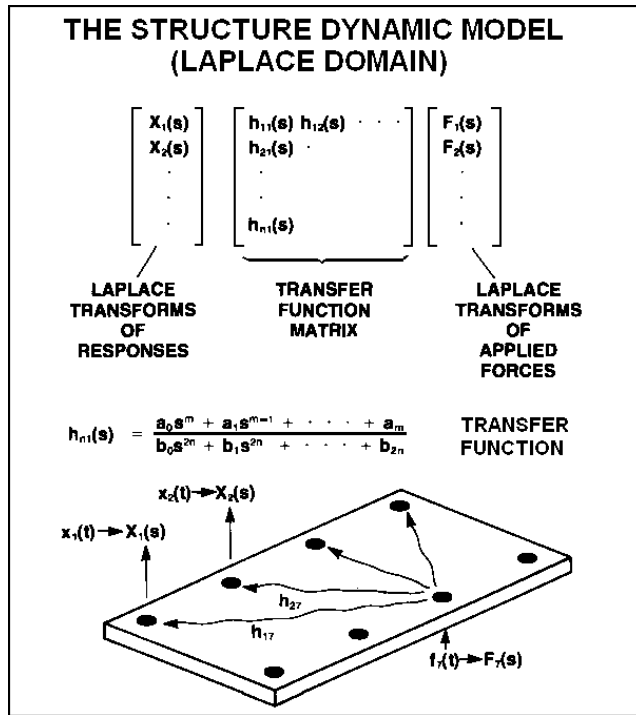 THE STRUCTURE DYNAMIC MODEL
(LAPLACE DOMAIN)
X₁(s) h₁₁(s) h₁₂(s) · · · F₁(s)
X₂(s) h₂₁(s) · F₂(s)
· · ·
· hₙ₁(s) ·
LAPLACE TRANSFORMS OF RESPONSES
TRANSFER FUNCTION MATRIX
LAPLACE TRANSFORMS OF APPLIED FORCES
a₀sᵐ + a₁sᵐ⁻¹ + · · · + aₘ
hₙ₁(s) = TRANSFER
b₀s²ⁿ + b₁s²ⁿ + · · · + b₂ₙ FUNCTION
x₂(t)→X₂(s)
x₁(t)→X₁(s)
h₂₇
h₁₇
f₇(t)→F₇(s)